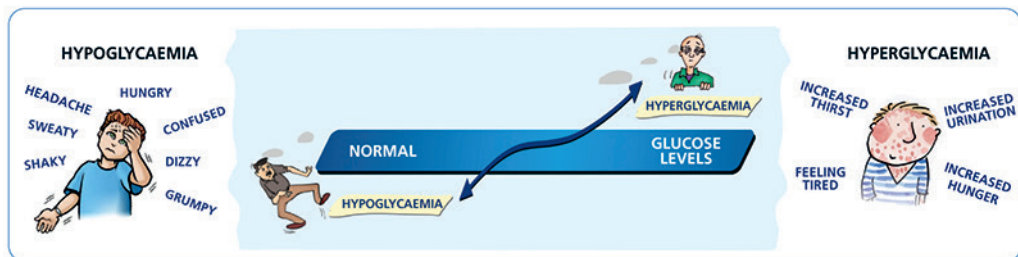 HYPOGLYCAEMIA
HEADACHE
HUNGRY
SWEATY
CONFUSED
SHAKY
DIZZY
GRUMPY
HYPERGLYCAEMIA
NORMAL
GLUCOSE
LEVELS
HYPOGLYCAEMIA
HYPERGLYCAEMIA
INCREASED
THIRST
INCREASED
URINATION
FEELING
TIRED
INCREASED
HUNGER